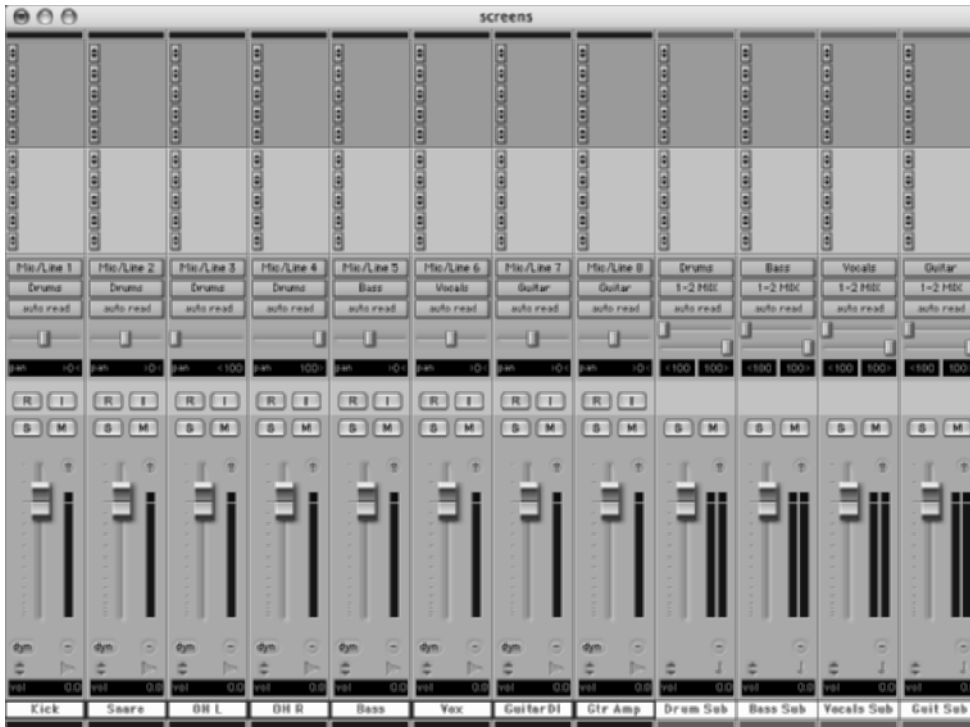 screens
Mic/Line 1 Mic/Line 2 Mic/Line 3 Mic/Line 4 Mic/Line 5 Mic/Line 6 Mic/Line 7 Mic/Line 8 Drums Bass Vocals Guitar
Drums Drums Drums Drums Bass Vocals Guitar Guitar 1-2 MIX 1-2 MIX 1-2 MIX 1-2 MIX
auto read auto read auto read auto read auto read auto read auto read auto read auto read auto read auto read auto read
pan >0< pan >0< pan <100 pan 100> pan >0< pan >0< pan >0< pan >0< <100 100> <100 100> <100 100> <100 100>
R I R I R I R I R I R I R I R I
S M S M S M S M S M S M S M S M S M S M S M S M
dyn dyn dyn dyn dyn dyn dyn dyn
vol 0.0 vol 0.0 vol 0.0 vol 0.0 vol 0.0 vol 0.0 vol 0.0 vol 0.0 vol 0.0 vol 0.0 vol 0.0 vol
Kick Snare OH L OH R Bass Vox GuitarDI Gtr Amp Drum Sub Bass Sub Vocals Sub Guit Sub